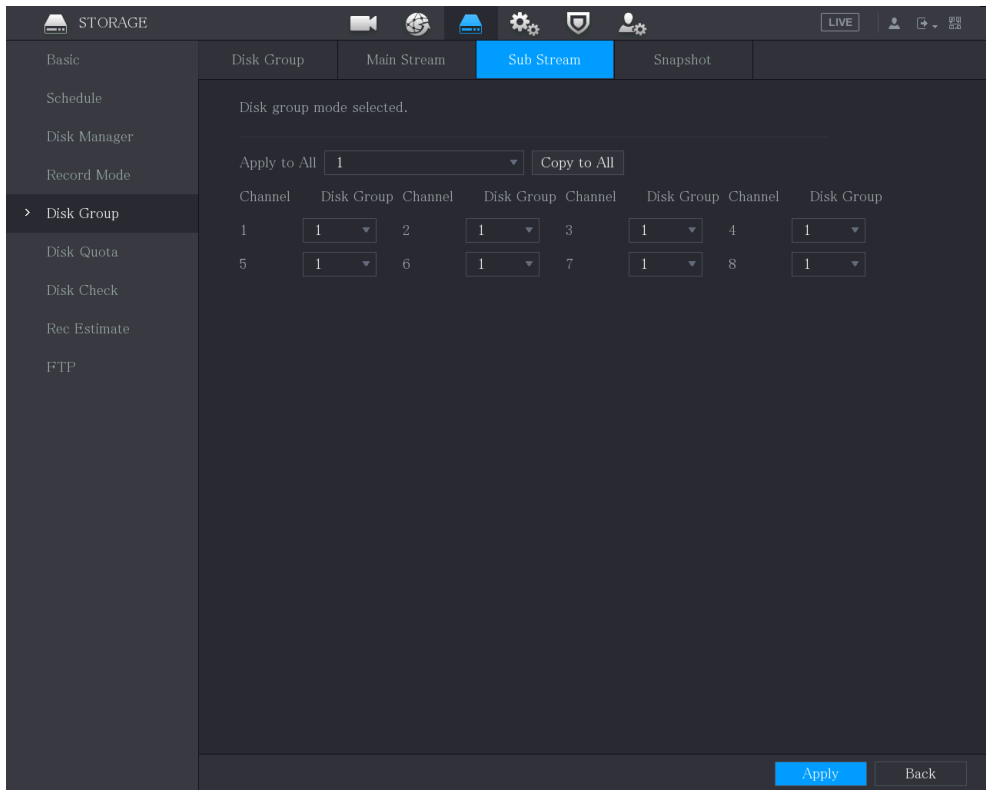 STORAGE LIVE
Basic
Schedule
Disk Manager
Record Mode
Disk Group
Disk Quota
Disk Check
Rec Estimate
FTP
Disk Group Main Stream Sub Stream Snapshot
Disk group mode selected.
Apply to All 1 Copy to All
Channel Disk Group Channel Disk Group Channel Disk Group Channel Disk Group
1 1 2 1 3 1 4 1
5 1 6 1 7 1 8 1
Apply Back